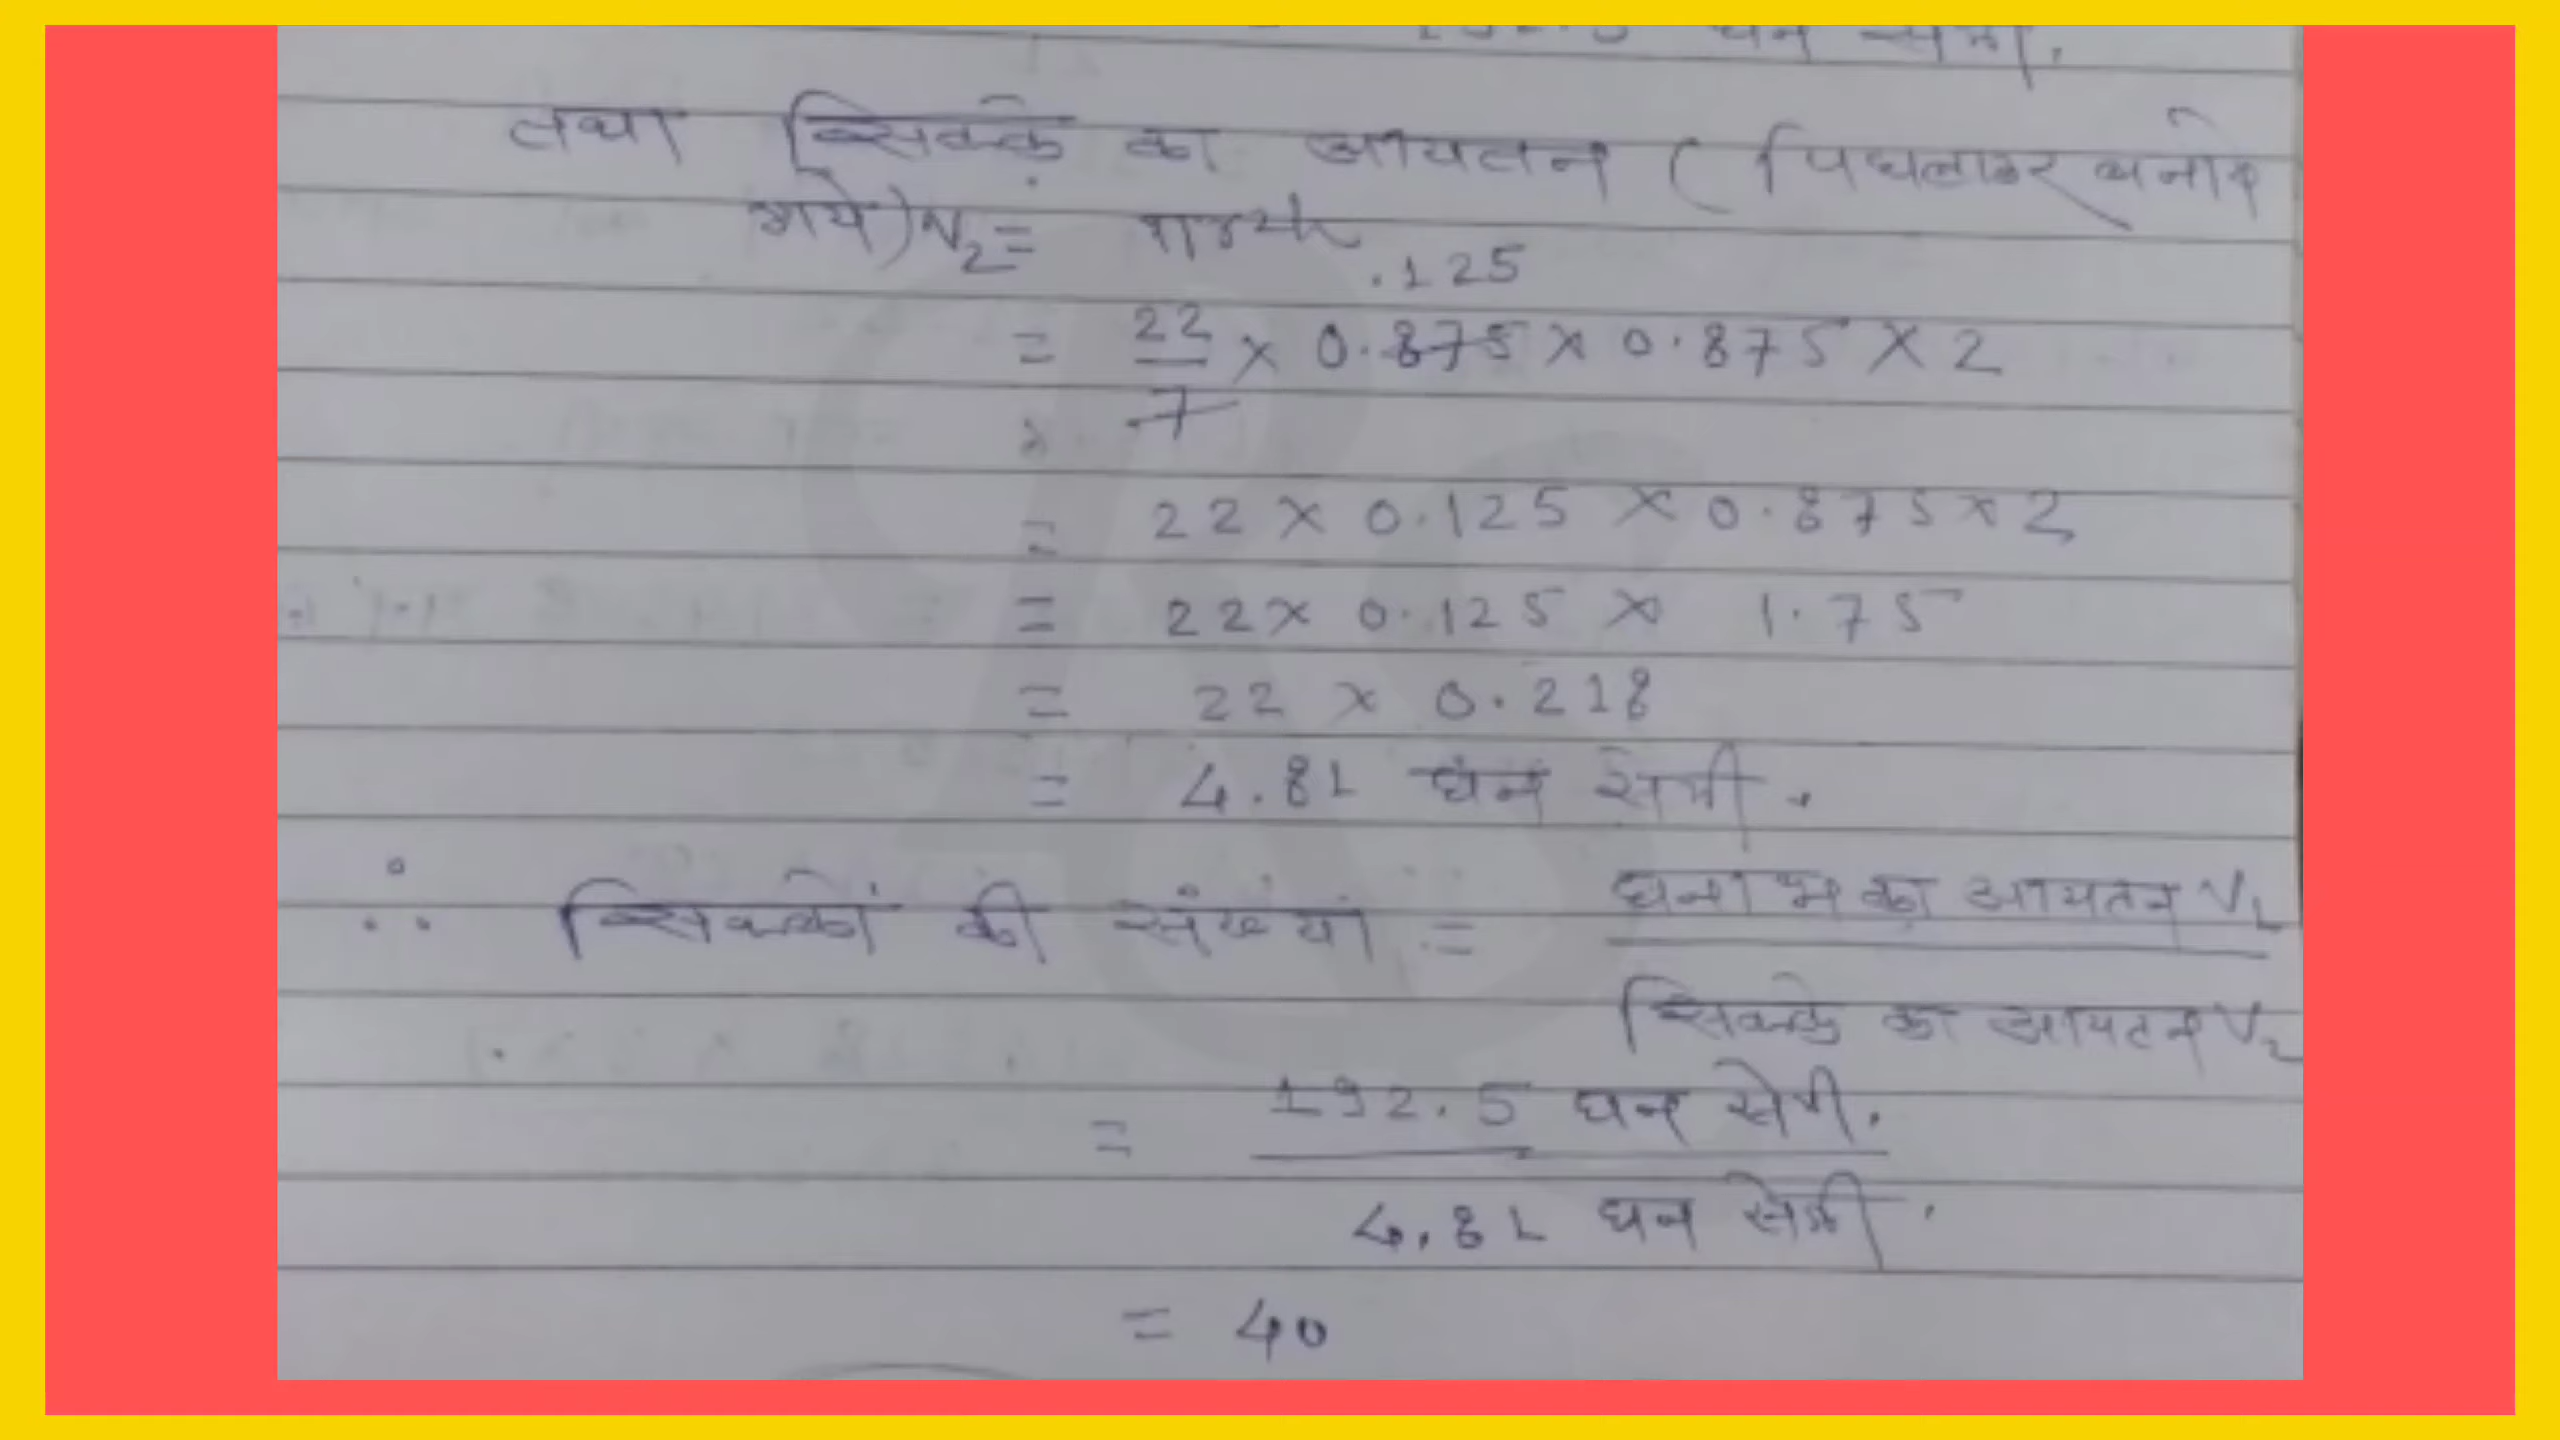 तथा सिक्के का आयतन ( पिघलाकर बनाये
गये) V₂ =
.125
= 22/7 × 0.875 × 0.875 × 2
= 22 × 0.125 × 0.875 × 2
= 22 × 0.125 × 1.75
= 22 × 0.218
= 4.81 घन सेमी.
∴ सिक्कों की संख्यां = घनाभ का आयतन V₁
सिक्के का आयतन V₂
= 192.5 घन सेमी.
4.81 घन सेमी.
= 40